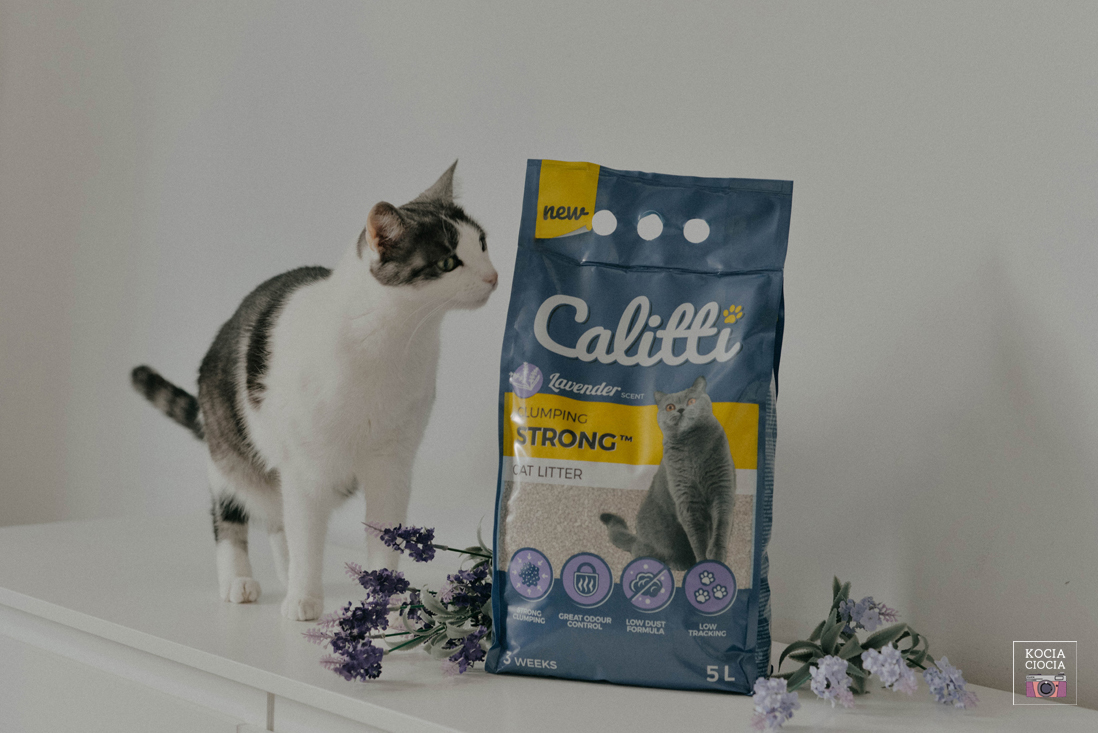 new
Calitti
Lavender SCENT
CLUMPING
STRONG™
CAT LITTER
STRONG
CLUMPING
GREAT ODOUR
CONTROL
LOW DUST
FORMULA
LOW
TRACKING
3 WEEKS
5 L
KOCIA
CIOCIA